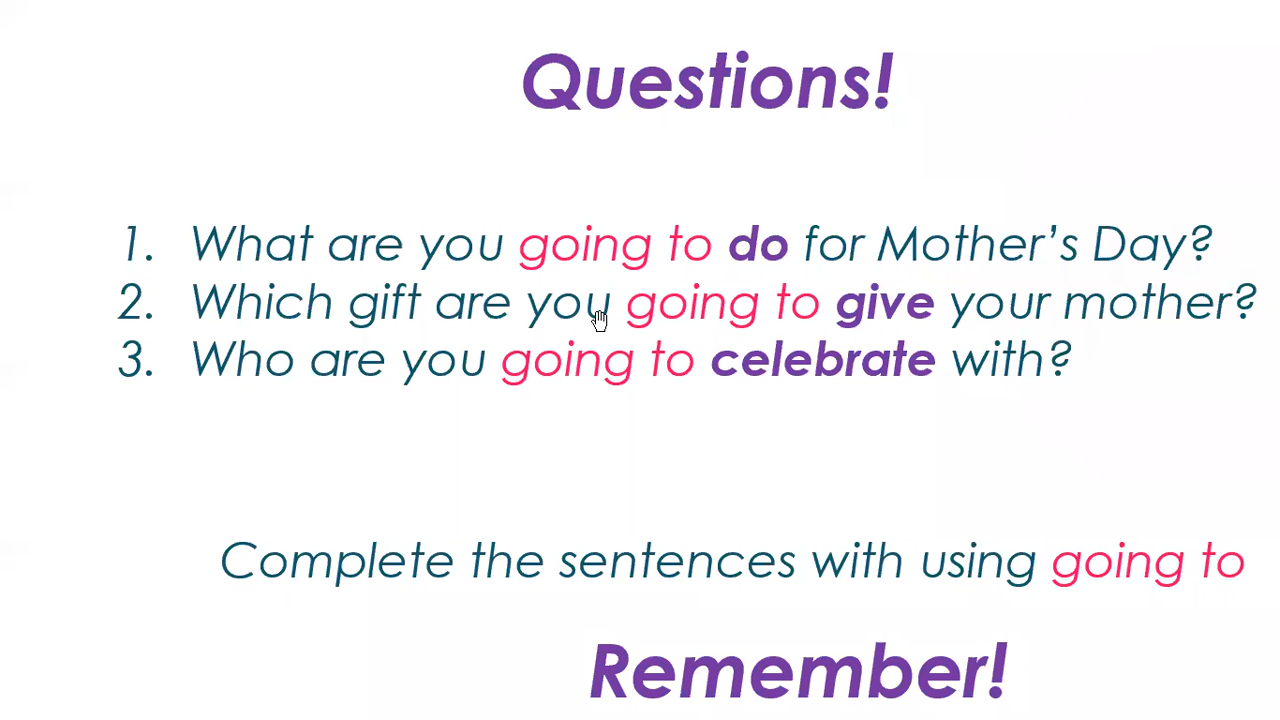 Questions!
1. What are you going to do for Mother's Day?
2. Which gift are you going to give your mother?
3. Who are you going to celebrate with?
Complete the sentences with using going to
Remember!